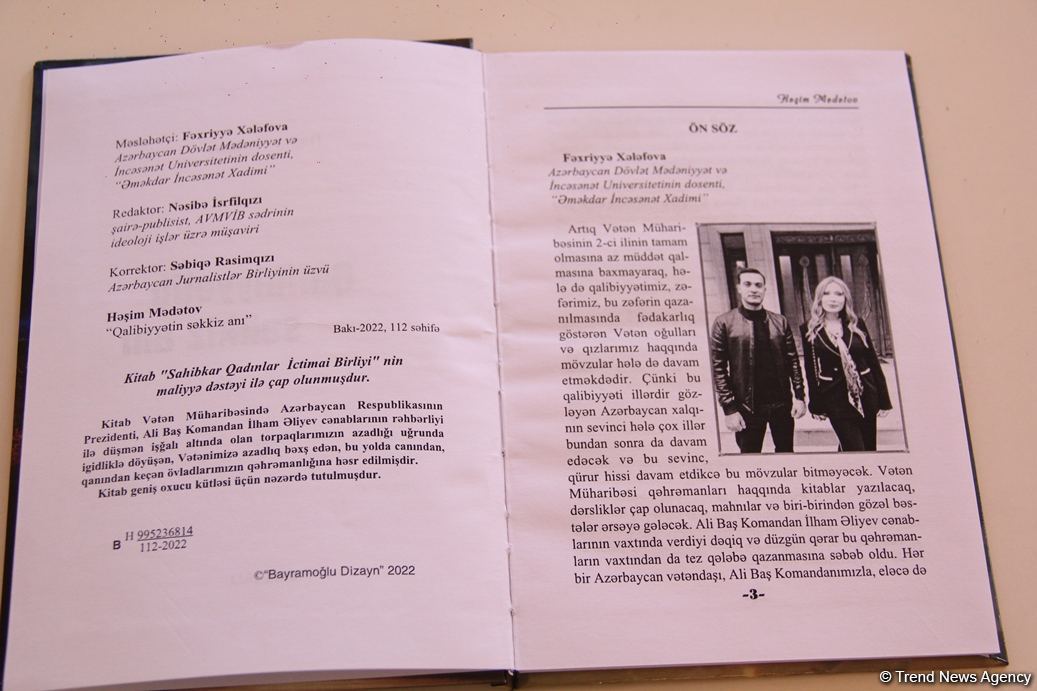 Məsləhətçi: Fəxriyyə Xələfova
Azərbaycan Dövlət Mədəniyyət və
İncəsənət Universitetinin dosenti,
“Əməkdar İncəsənət Xadimi”
Redaktor: Nəsibə İsrfilqızı
şairə-publisist, AVMVİB sədrinin
ideoloji işlər üzrə müşaviri
Korrektor: Səbiqə Rasimqızı
Azərbaycan Jurnalistlər Birliyinin üzvü
Həşim Mədətov
“Qalibiyyətin səkkiz anı”
Bakı-2022, 112 səhifə
Kitab "Sahibkar Qadınlar İctimai Birliyi" nin
maliyyə dəstəyi ilə çap olunmuşdur.
Kitab Vətən Müharibəsində Azərbaycan Respublikasının
Prezidenti, Ali Baş Komandan İlham Əliyev cənablarının rəhbərliyi
ilə düşmən işğalı altında olan torpaqlarımızın azadlığı uğrunda
igidliklə döyüşən, Vətənimizə azadlıq bəxş edən, bu yolda canından,
qanından keçən övladlarımızın qəhrəmanlığına həsr edilmişdir.
Kitab geniş oxucu kütləsi üçün nəzərdə tutulmuşdur.
B H 995236814
112-2022
©“Bayramoğlu Dizayn” 2022
Həşim Mədətov
ÖN SÖZ
Fəxriyyə Xələfova
Azərbaycan Dövlət Mədəniyyət və
İncəsənət Universitetinin dosenti,
“Əməkdar İncəsənət Xadimi”
Artıq Vətən Mühari-
bəsinin 2-ci ilinin tamam
olmasına az müddət qal-
masına baxmayaraq, hə-
lə də qalibiyyətimiz, zə-
fərimiz, bu zəfərin qaza-
nılmasında fədakarlıq
göstərən Vətən oğulları
və qızlarımız haqqında
mövzular hələ də davam
etməkdədir. Çünki bu
qalibiyyəti illərdir göz-
ləyən Azərbaycan xalqı-
nın sevinci hələ çox illər
bundan sonra da davam
edəcək və bu sevinc,
qürur hissi davam etdikcə bu mövzular bitməyəcək. Vətən
Müharibəsi qəhrəmanları haqqında kitablar yazılacaq,
dərsliklər çap olunacaq, mahnılar və biri-birindən gözəl bəs-
tələr ərsəyə gələcək. Ali Baş Komandan İlham Əliyev cənab-
larının vaxtında verdiyi dəqiq və düzgün qərar bu qəhrəman-
ların vaxtından da tez qələbə qazanmasına səbəb oldu. Hər
bir Azərbaycan vətəndaşı, Ali Baş Komandanımızla, eləcə də
-3-
© Trend News Agency